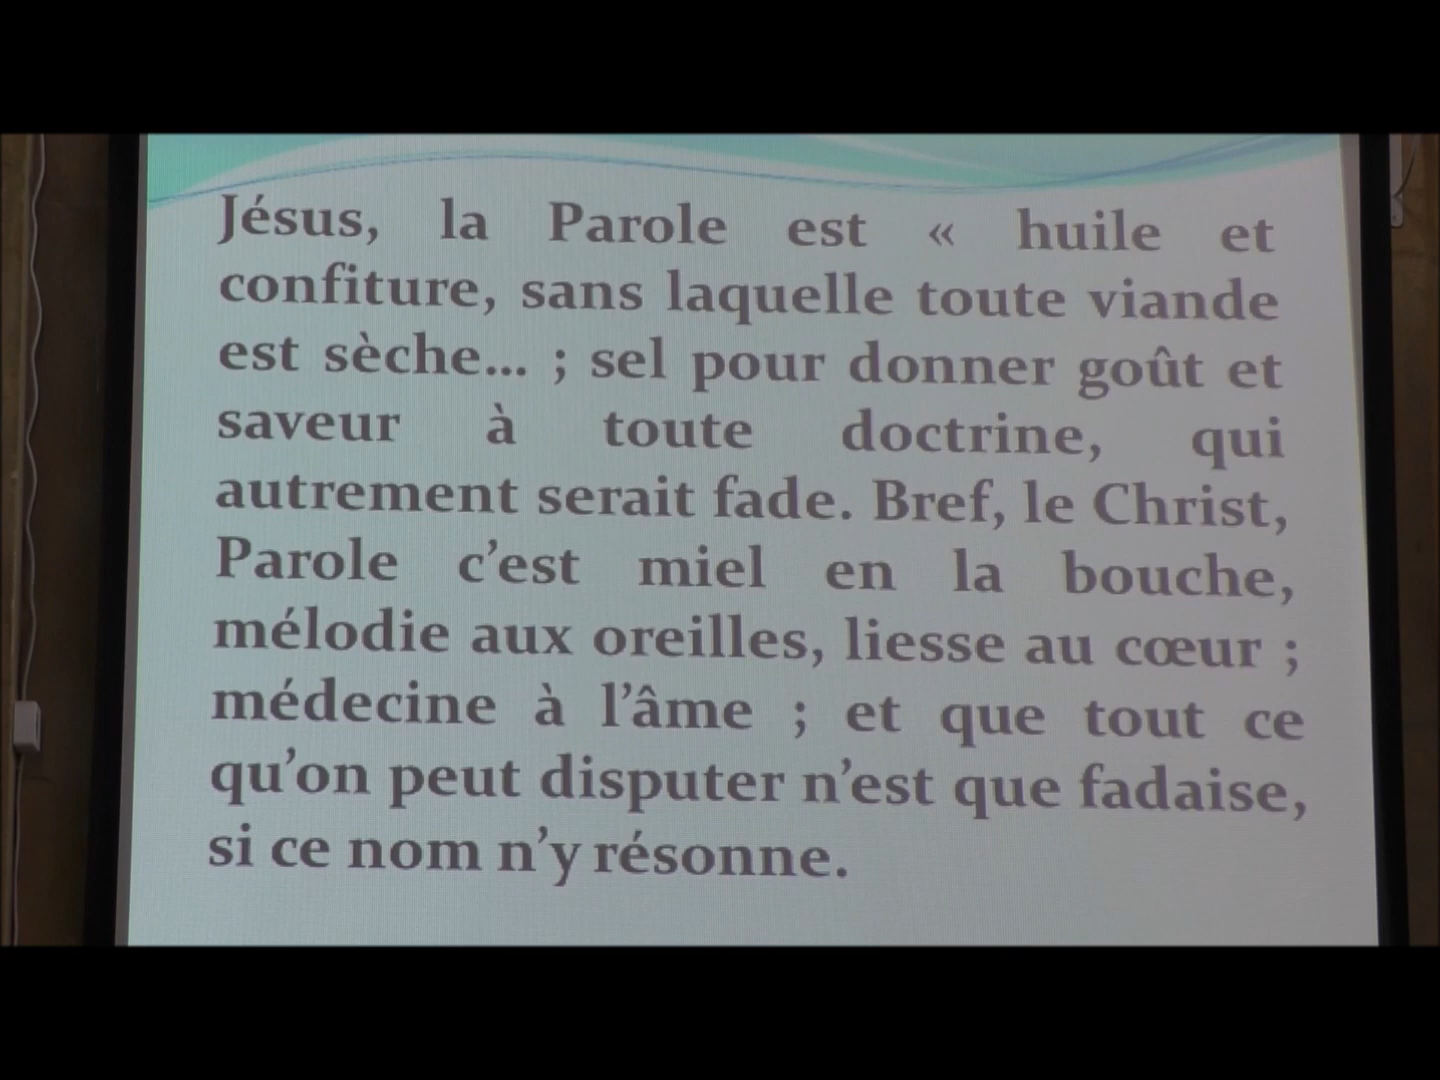 Jésus, la Parole est « huile et
confiture, sans laquelle toute viande
est sèche... ; sel pour donner goût et
saveur à toute doctrine, qui
autrement serait fade. Bref, le Christ,
Parole c'est miel en la bouche,
mélodie aux oreilles, liesse au cœur ;
médecine à l'âme ; et que tout ce
qu'on peut disputer n'est que fadaise,
si ce nom n'y résonne.